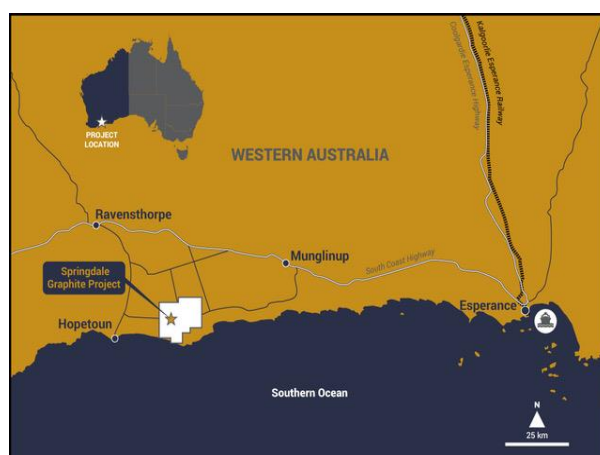 PROJECT
LOCATION
WESTERN AUSTRALIA
Coolgardie Esperance Highway
Kalgoorlie Esperance Railway
Ravensthorpe
Munglinup
South Coast Highway
Springdale
Graphite Project
Esperance
Hopetoun
Southern Ocean
N
25 km